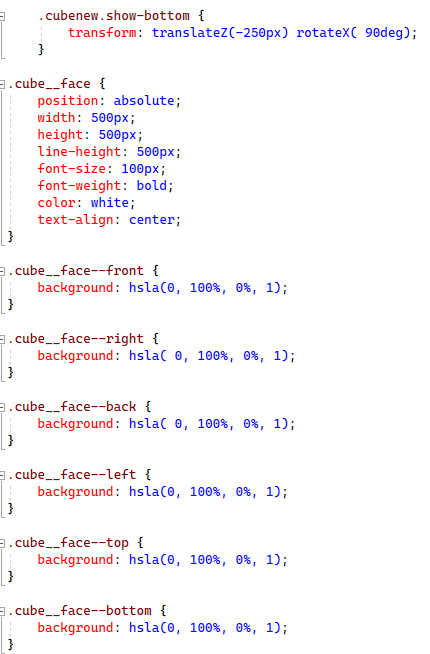 .cubenew.show-bottom {
transform: translateZ(-250px) rotateX( 90deg);
}
.cube__face {
position: absolute;
width: 500px;
height: 500px;
line-height: 500px;
font-size: 100px;
font-weight: bold;
color: white;
text-align: center;
}
.cube__face--front {
background: hsla(0, 100%, 0%, 1);
}
.cube__face--right {
background: hsla( 0, 100%, 0%, 1);
}
.cube__face--back {
background: hsla( 0, 100%, 0%, 1);
}
.cube__face--left {
background: hsla(0, 100%, 0%, 1);
}
.cube__face--top {
background: hsla(0, 100%, 0%, 1);
}
.cube__face--bottom {
background: hsla(0, 100%, 0%, 1);
}